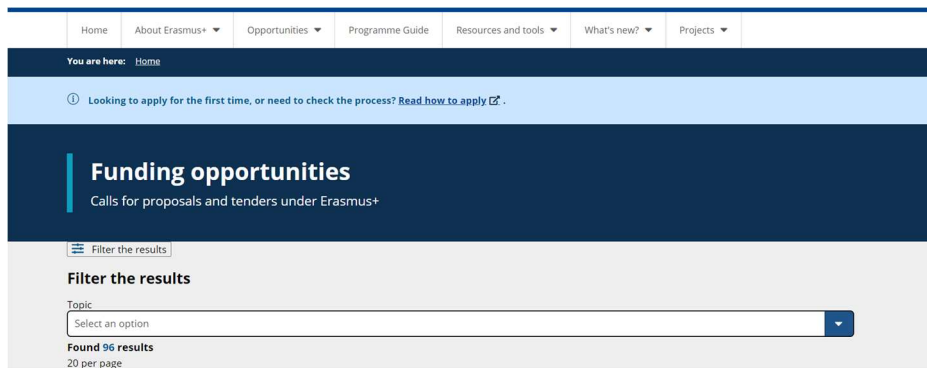 Home About Erasmus+ Opportunities Programme Guide Resources and tools What's new? Projects
You are here: Home
Looking to apply for the first time, or need to check the process? Read how to apply .
Funding opportunities
Calls for proposals and tenders under Erasmus+
Filter the results
Filter the results
Topic
Select an option
Found 96 results
20 per page